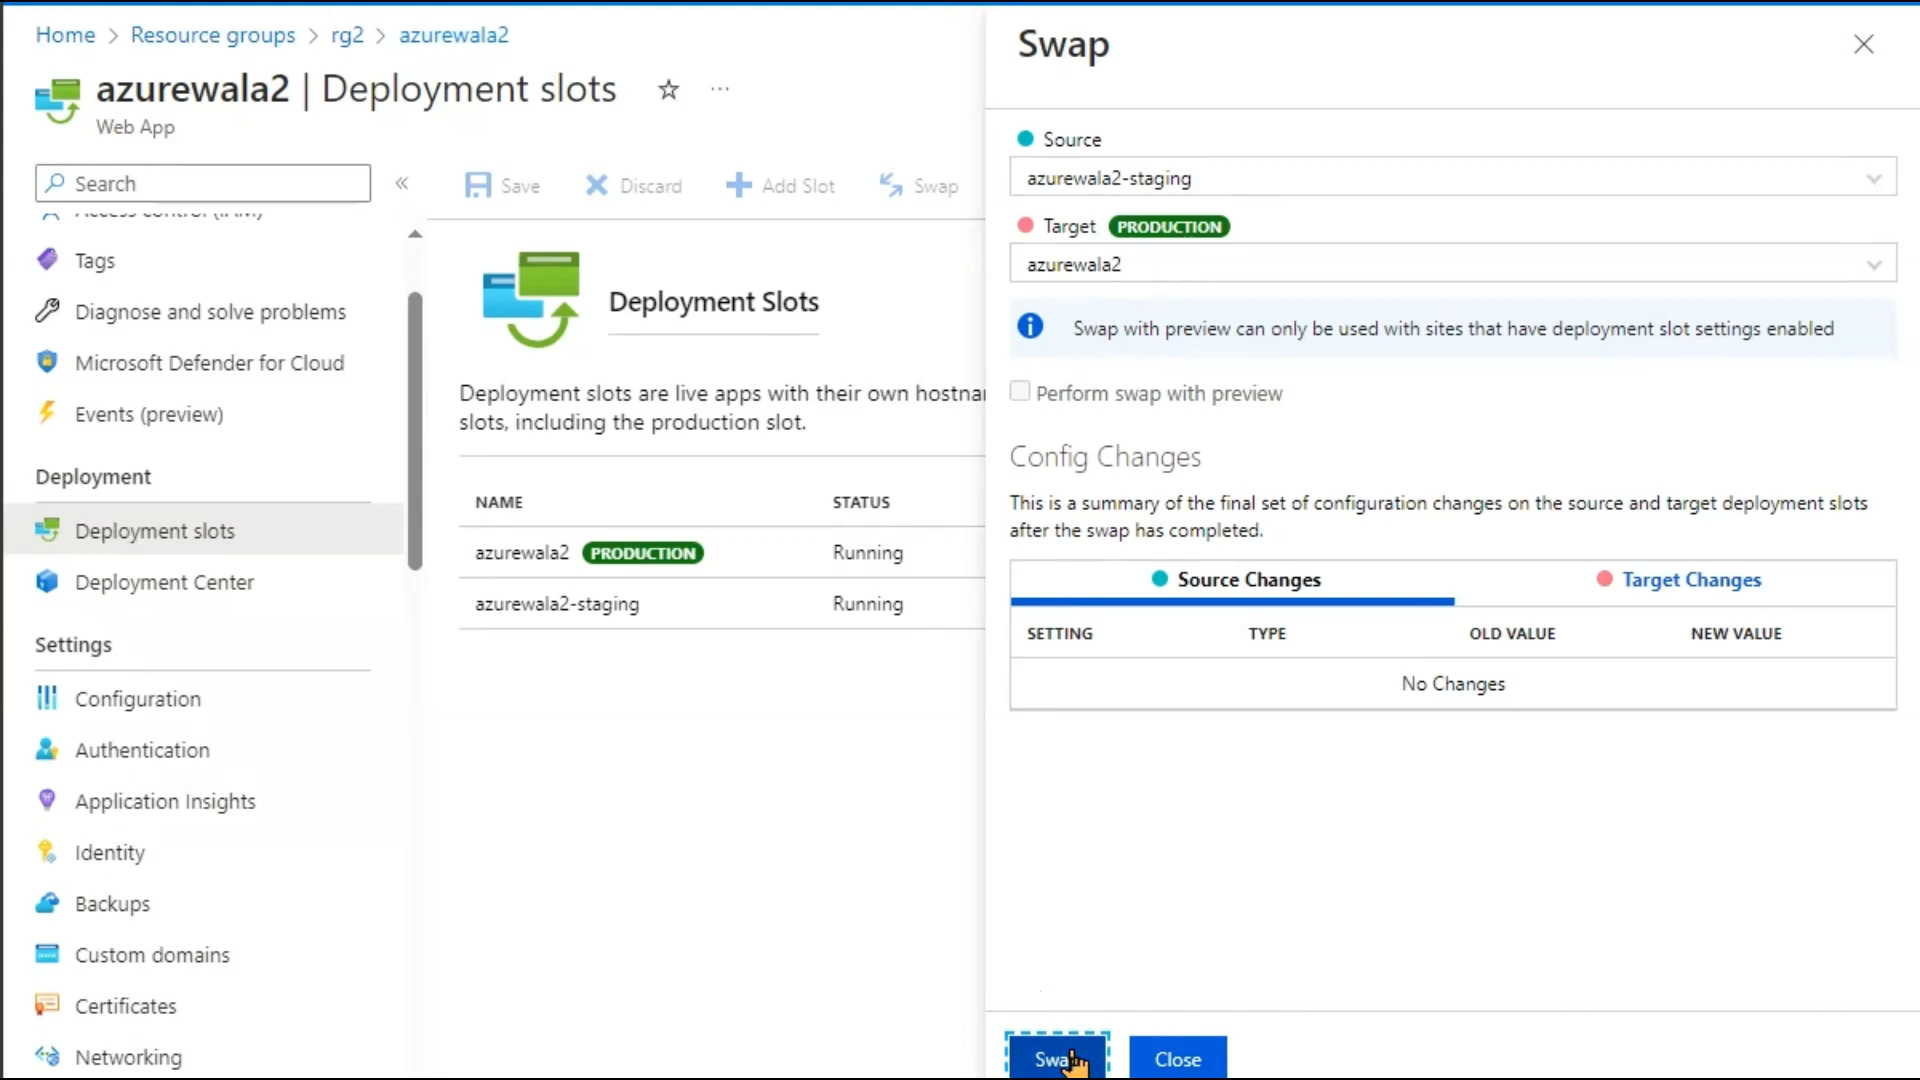 Home > Resource groups > rg2 > azurewala2
azurewala2 | Deployment slots
Web App
Search
Access control (IAM)
Tags
Diagnose and solve problems
Microsoft Defender for Cloud
Events (preview)
Deployment
Deployment slots
Deployment Center
Settings
Configuration
Authentication
Application Insights
Identity
Backups
Custom domains
Certificates
Networking
Save Discard Add Slot Swap
Deployment Slots
Deployment slots are live apps with their own
slots, including the production slot.
NAME STATUS
azurewala2 PRODUCTION Running
azurewala2-staging Running
Swap
Source
azurewala2-staging
Target PRODUCTION
azurewala2
Swap with preview can only be used with sites that have deployment slot settings enabled
Perform swap with preview
Config Changes
This is a summary of the final set of configuration changes on the source and target deployment slots
after the swap has completed.
Source Changes Target Changes
SETTING TYPE OLD VALUE NEW VALUE
No Changes
Swap Close